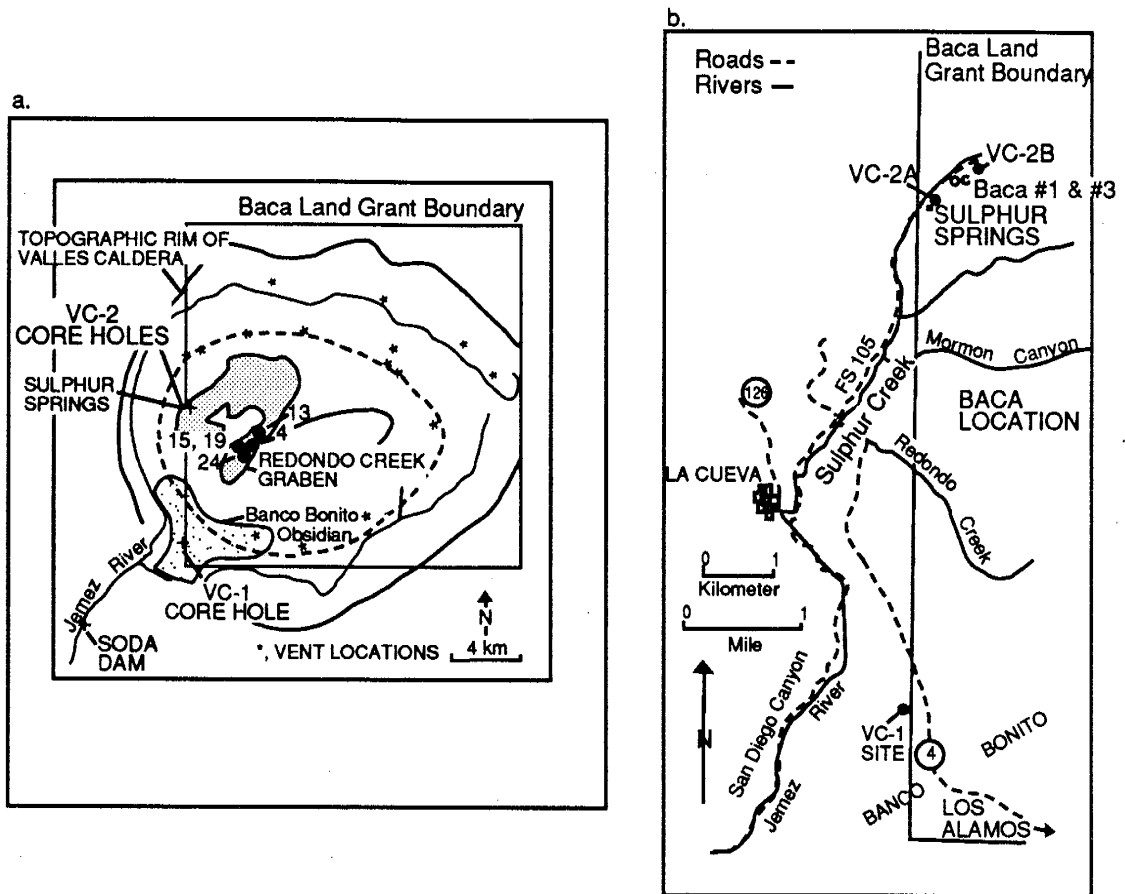 a.
Baca Land Grant Boundary
TOPOGRAPHIC RIM OF
VALLES CALDERA
VC-2
CORE HOLES
SULPHUR
SPRINGS
13
15, 19
4
24
REDONDO CREEK
GRABEN
Banco Bonito
Obsidian
Jemez River
VC-1
CORE HOLE
SODA
DAM
*, VENT LOCATIONS
N
4 km
b.
Roads
Rivers
Baca Land
Grant Boundary
VC-2B
VC-2A
Baca #1 & #3
SULPHUR
SPRINGS
Mormon Canyon
FS 105
Sulphur Creek
126
BACA
LOCATION
Redondo
Creek
LA CUEVA
0 1
Kilometer
0 1
Mile
N
San Diego Canyon
Jemez River
VC-1
SITE
4
BANCO BONITO
LOS
ALAMOS